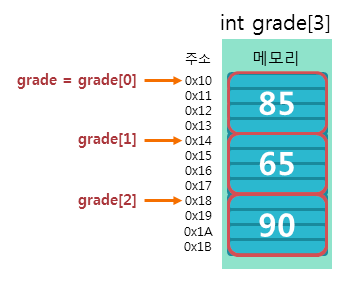 int grade[3]
주소
메모리
grade = grade[0]
0x10
0x11
0x12
0x13
85
grade[1]
0x14
0x15
0x16
0x17
65
grade[2]
0x18
0x19
0x1A
0x1B
90